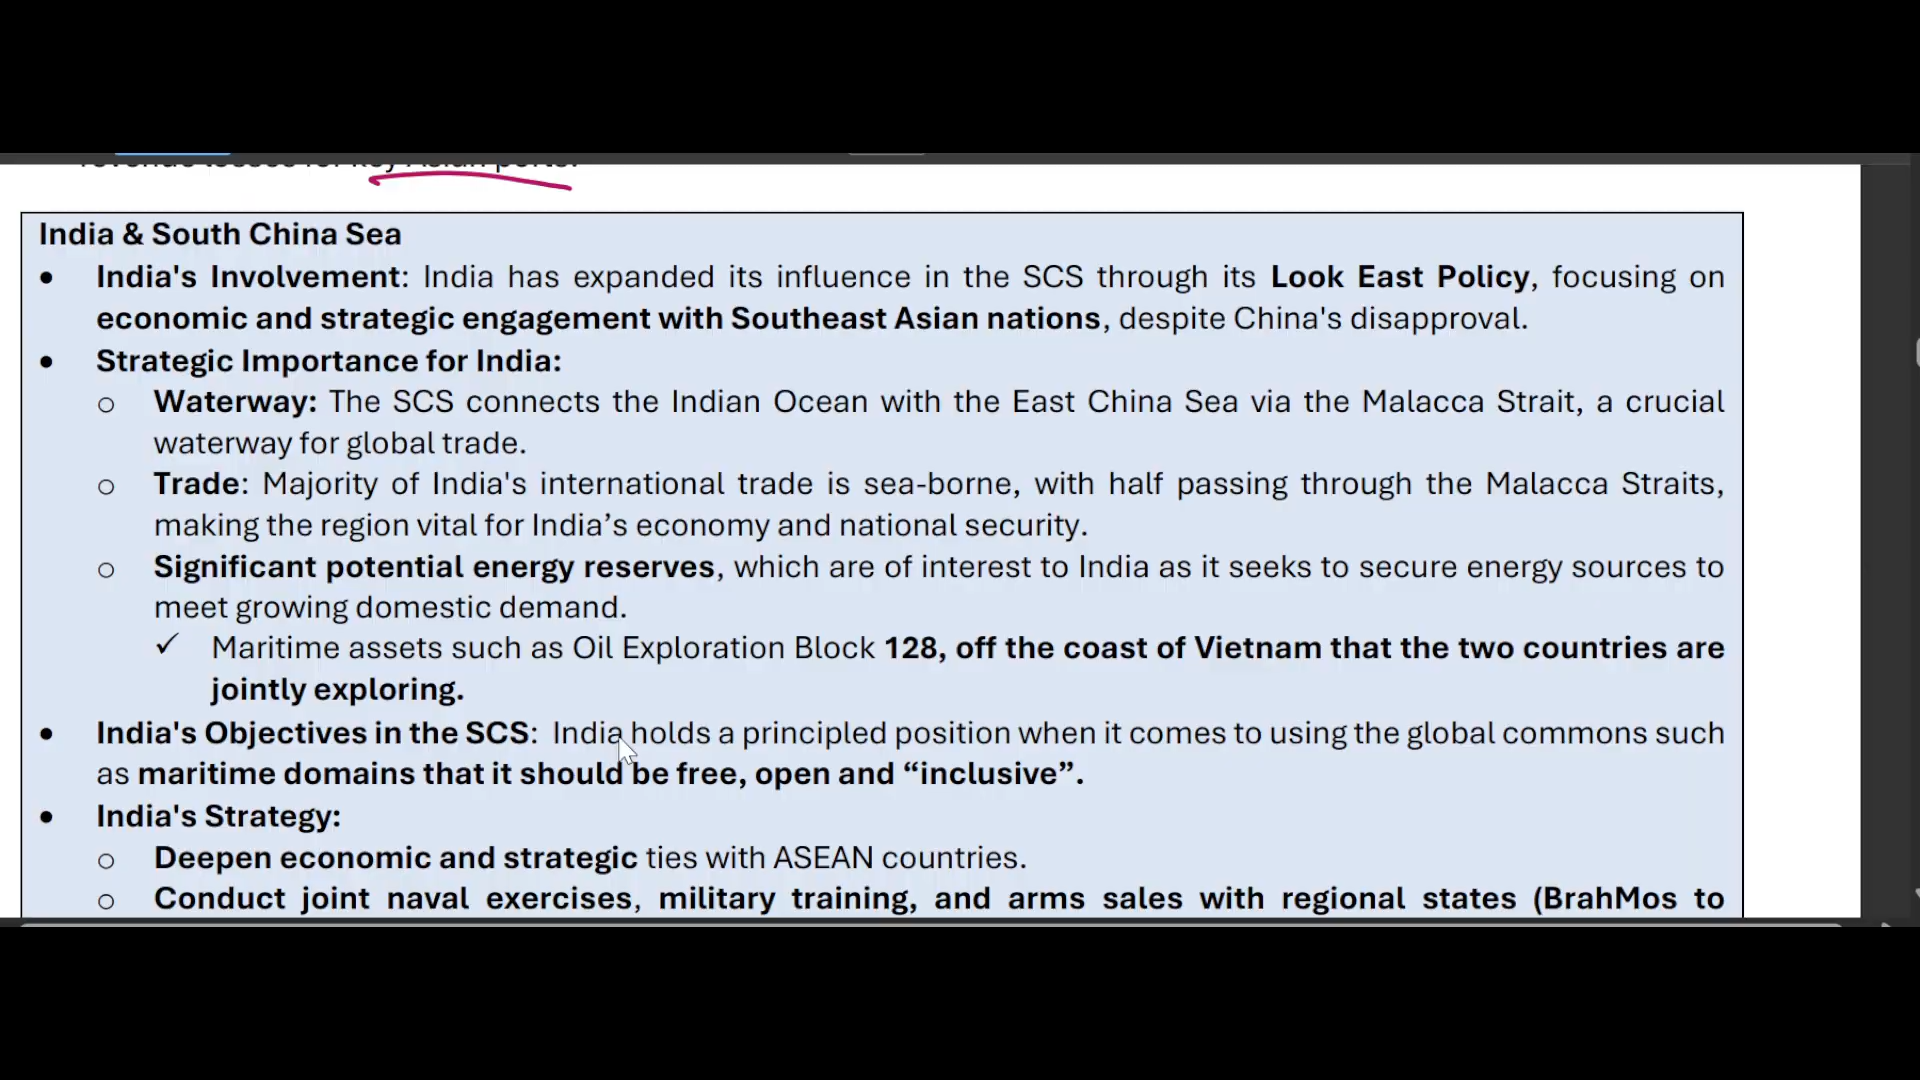 key Asian ports.
India & South China Sea
• India's Involvement: India has expanded its influence in the SCS through its Look East Policy, focusing on
economic and strategic engagement with Southeast Asian nations, despite China's disapproval.
• Strategic Importance for India:
o Waterway: The SCS connects the Indian Ocean with the East China Sea via the Malacca Strait, a crucial
waterway for global trade.
o Trade: Majority of India's international trade is sea-borne, with half passing through the Malacca Straits,
making the region vital for India’s economy and national security.
o Significant potential energy reserves, which are of interest to India as it seeks to secure energy sources to
meet growing domestic demand.
✓ Maritime assets such as Oil Exploration Block 128, off the coast of Vietnam that the two countries are
jointly exploring.
• India's Objectives in the SCS: India holds a principled position when it comes to using the global commons such
as maritime domains that it should be free, open and “inclusive”.
• India's Strategy:
o Deepen economic and strategic ties with ASEAN countries.
o Conduct joint naval exercises, military training, and arms sales with regional states (BrahMos to